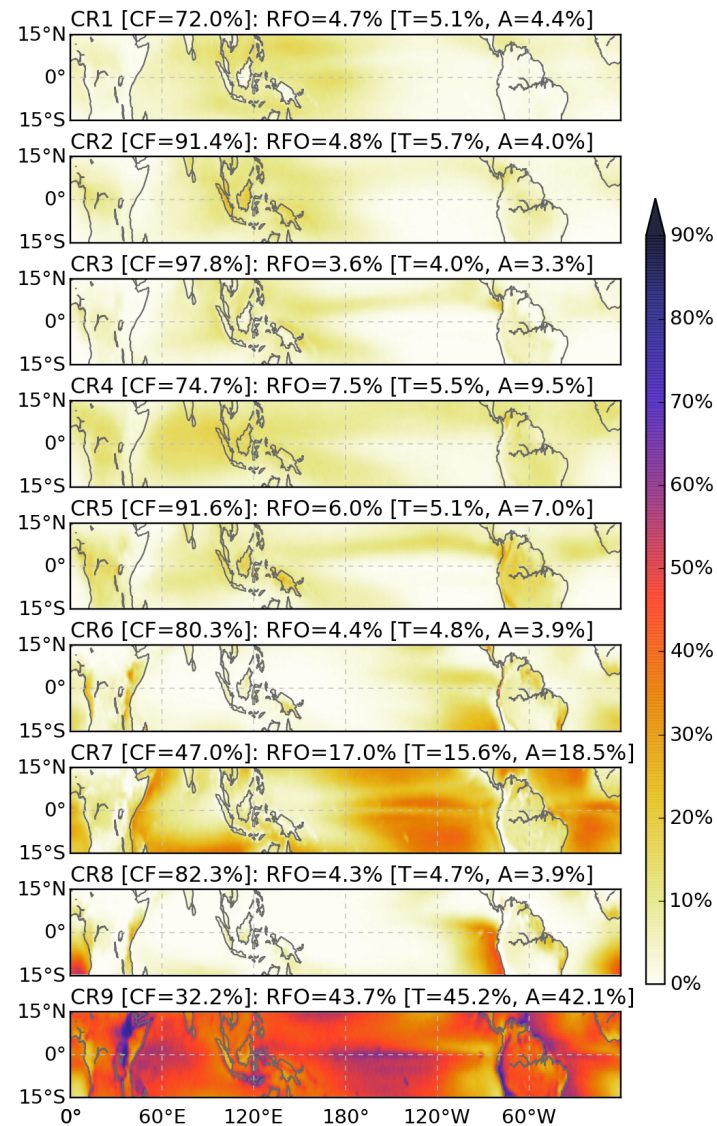 CR1 [CF=72.0%]: RFO=4.7% [T=5.1%, A=4.4%]
15°N
0°
15°S
CR2 [CF=91.4%]: RFO=4.8% [T=5.7%, A=4.0%]
15°N
0°
15°S
CR3 [CF=97.8%]: RFO=3.6% [T=4.0%, A=3.3%]
15°N
0°
15°S
CR4 [CF=74.7%]: RFO=7.5% [T=5.5%, A=9.5%]
15°N
0°
15°S
CR5 [CF=91.6%]: RFO=6.0% [T=5.1%, A=7.0%]
15°N
0°
15°S
CR6 [CF=80.3%]: RFO=4.4% [T=4.8%, A=3.9%]
15°N
0°
15°S
CR7 [CF=47.0%]: RFO=17.0% [T=15.6%, A=18.5%]
15°N
0°
15°S
CR8 [CF=82.3%]: RFO=4.3% [T=4.7%, A=3.9%]
15°N
0°
15°S
CR9 [CF=32.2%]: RFO=43.7% [T=45.2%, A=42.1%]
15°N
0°
15°S
0° 60°E 120°E 180° 120°W 60°W
90%
80%
70%
60%
50%
40%
30%
20%
10%
0%